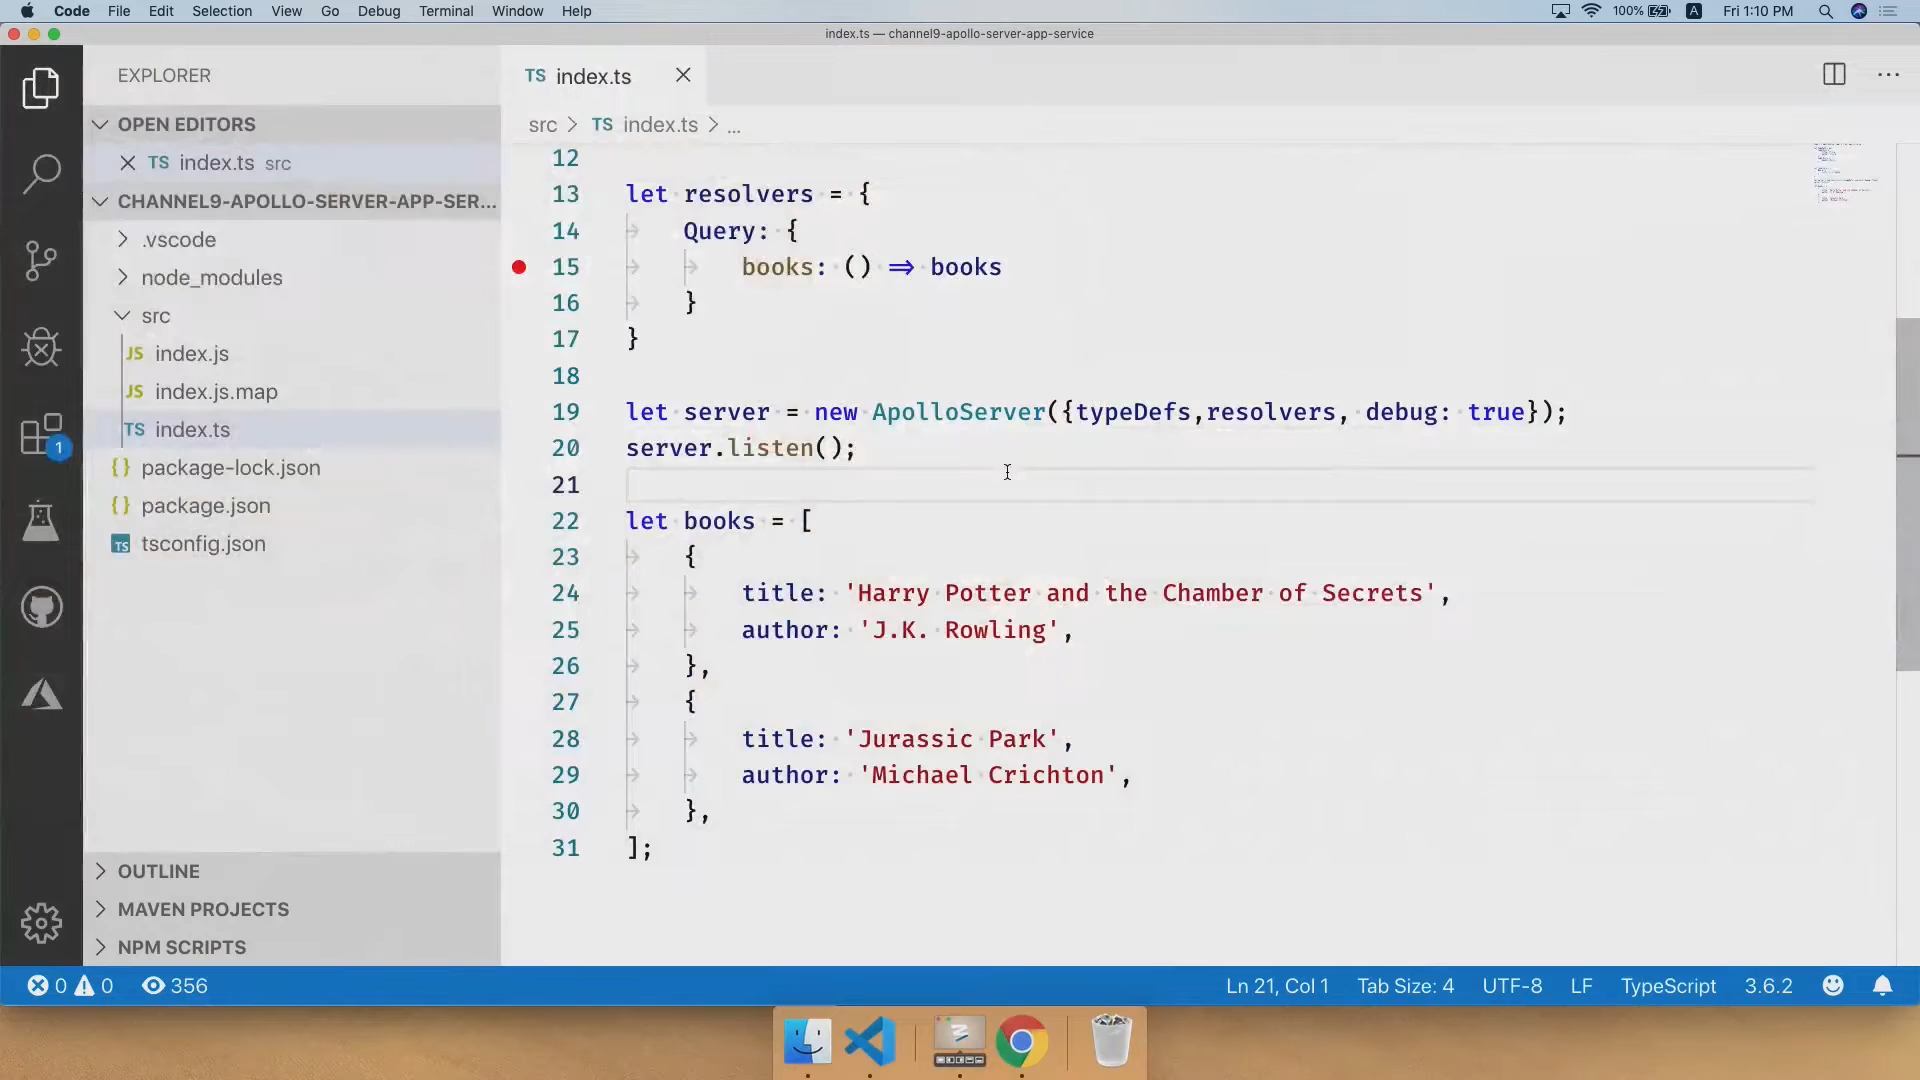 Code File Edit Selection View Go Debug Terminal Window Help 100% A Fri 1:10 PM
index.ts — channel9-apollo-server-app-service
EXPLORER
TS index.ts
OPEN EDITORS
src > TS index.ts > ...
TS index.ts src
CHANNEL9-APOLLO-SERVER-APP-SER...
.vscode
node_modules
src
JS index.js
JS index.js.map
TS index.ts
{ } package-lock.json
{ } package.json
TS tsconfig.json
1
OUTLINE
MAVEN PROJECTS
NPM SCRIPTS
12
13 let resolvers = {
14 Query: {
15 books: () => books
16 }
17 }
18
19 let server = new ApolloServer({typeDefs,resolvers, debug: true});
20 server.listen();
21
22 let books = [
23 {
24 title: 'Harry Potter and the Chamber of Secrets',
25 author: 'J.K. Rowling',
26 },
27 {
28 title: 'Jurassic Park',
29 author: 'Michael Crichton',
30 },
31 ];
0 0 356 Ln 21, Col 1 Tab Size: 4 UTF-8 LF TypeScript 3.6.2